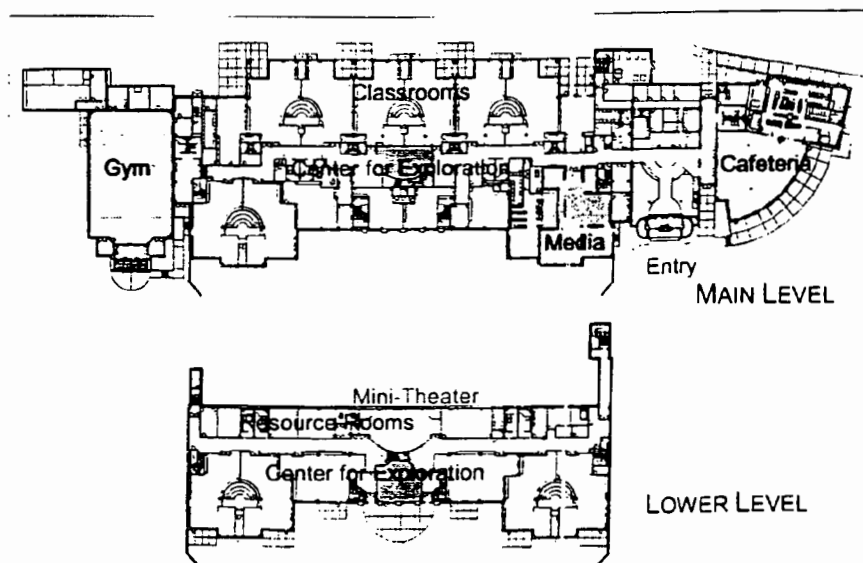 Classrooms
Gym
Center for Exploration
Cafeteria
Media
Entry
MAIN LEVEL
Mini-Theater
Resource Rooms
Center for Exploration
LOWER LEVEL